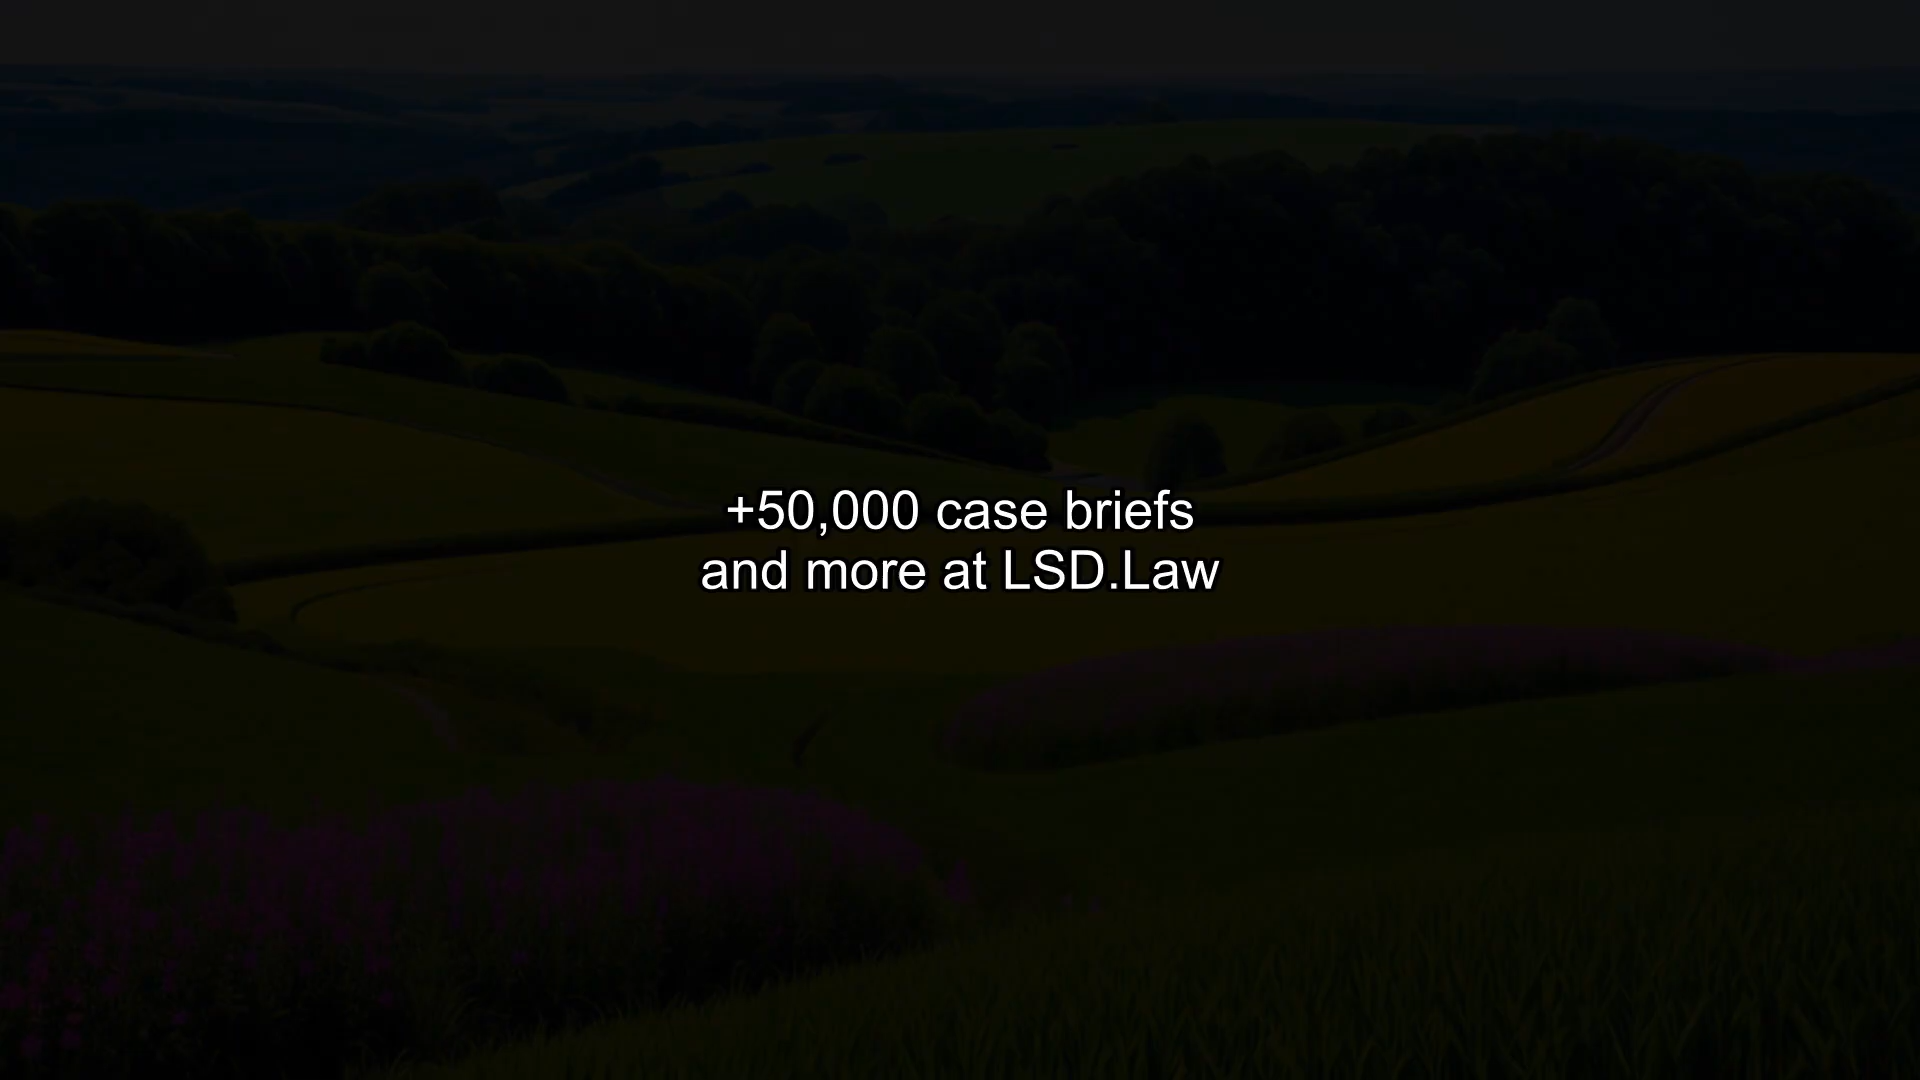 +50,000 case briefs
and more at LSD.Law